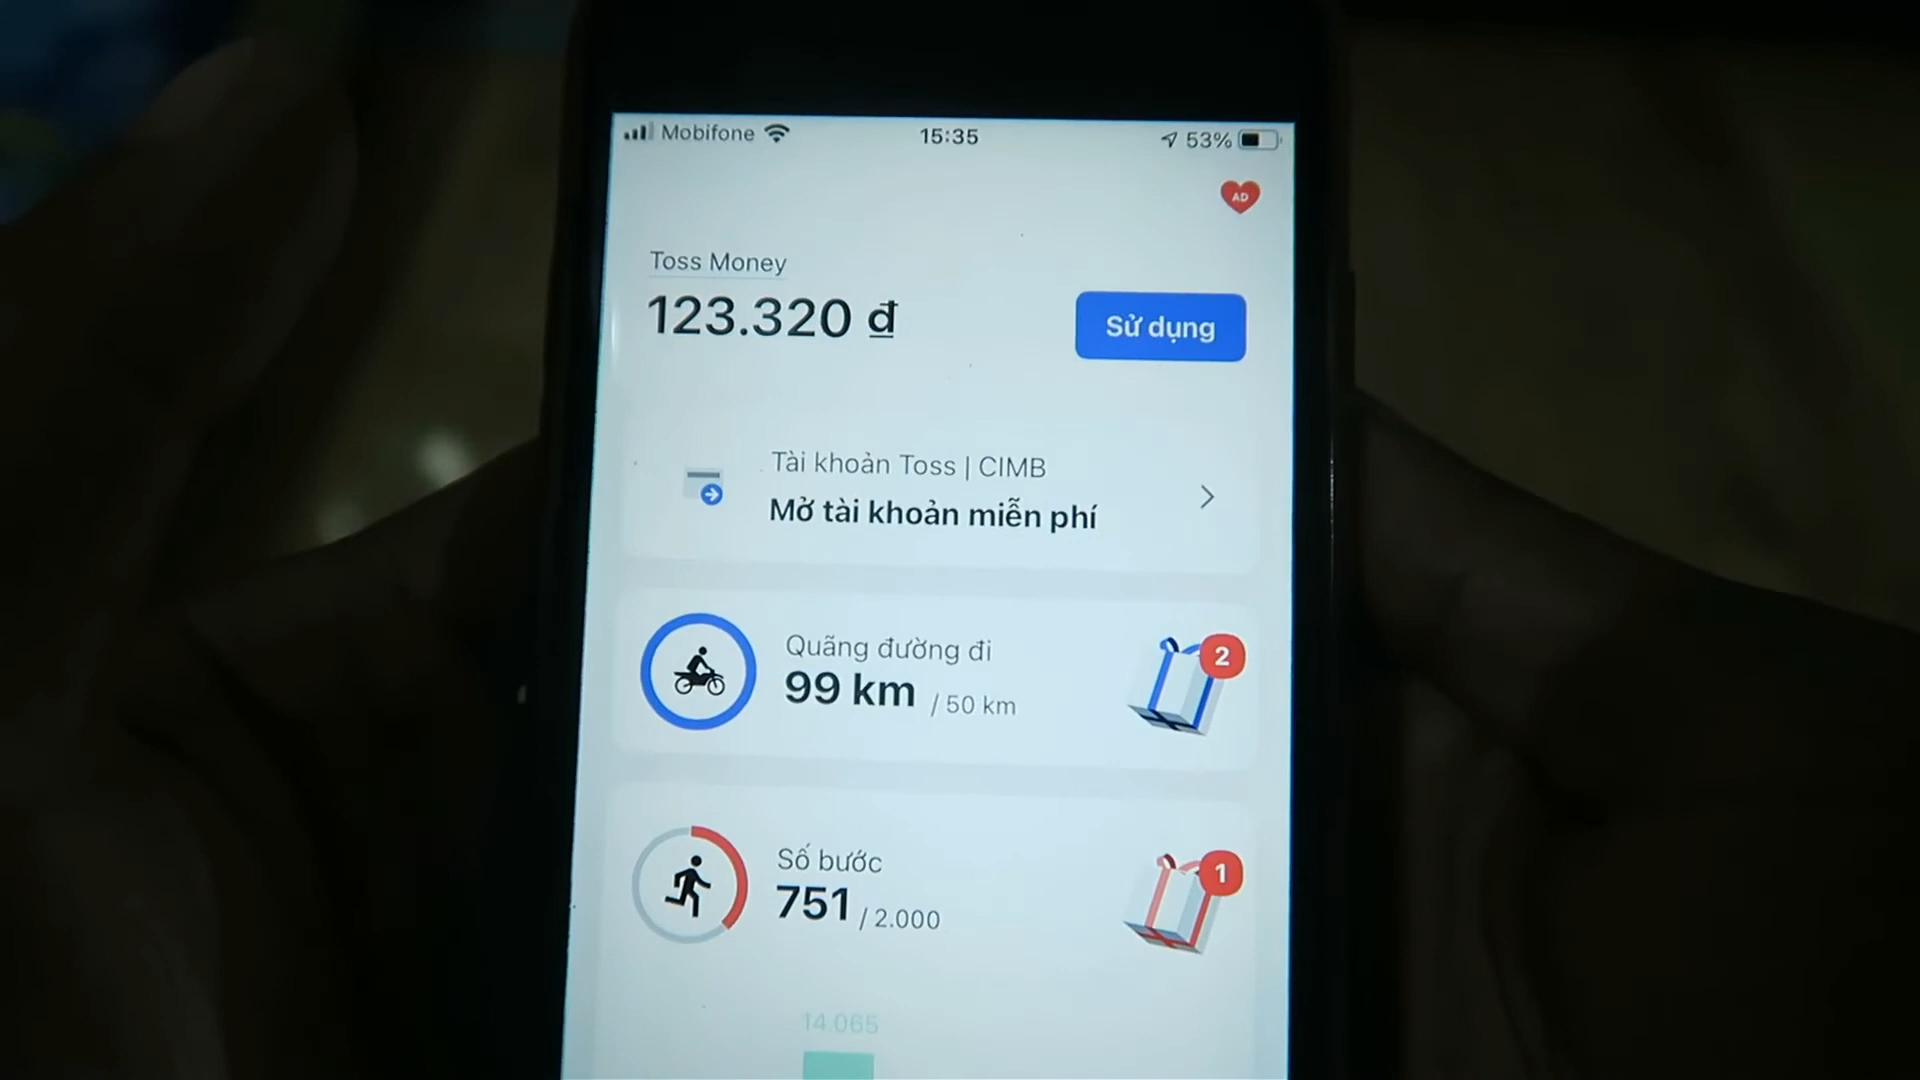 Mobifone
15:35
53%
AD
Toss Money
123.320 đ
Sử dụng
Tài khoản Toss | CIMB
Mở tài khoản miễn phí
Quãng đường đi
99 km / 50 km
2
Số bước
751 / 2.000
1
14.065